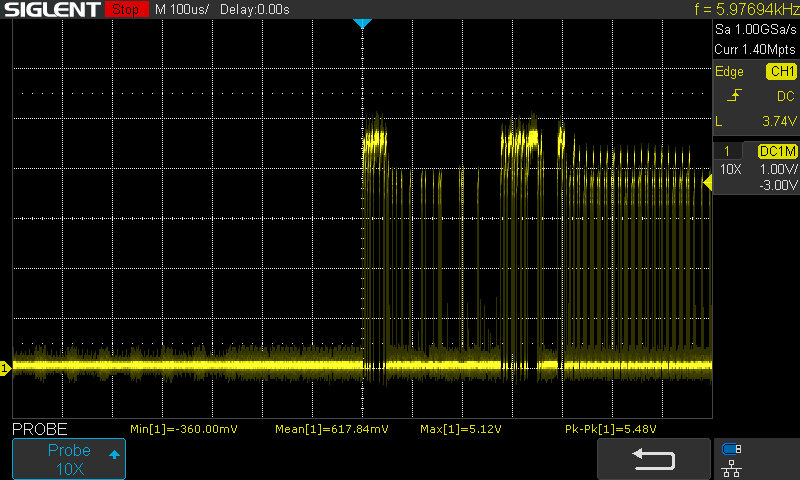 SIGLENT Stop M 100us/ Delay:0.00s f = 5.97694kHz
Sa 1.00GSa/s
Curr 1.40Mpts
Edge CH1
DC
L 3.74V
1 DC1M
10X 1.00V/
-3.00V
1
PROBE Min[1]=-360.00mV Mean[1]=617.84mV Max[1]=5.12V Pk-Pk[1]=5.48V
Probe
10X